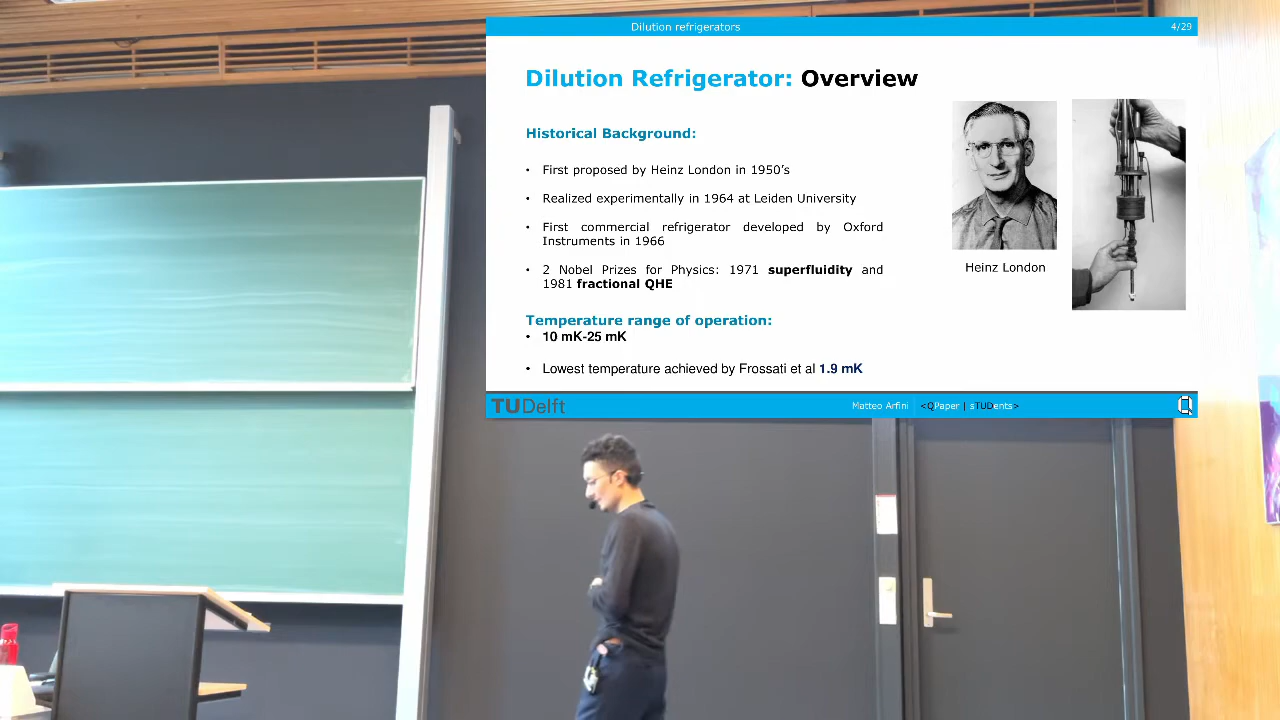 Dilution refrigerators
4/29
Dilution Refrigerator: Overview
Historical Background:
• First proposed by Heinz London in 1950's
• Realized experimentally in 1964 at Leiden University
• First commercial refrigerator developed by Oxford
Instruments in 1966
• 2 Nobel Prizes for Physics: 1971 superfluidity and
1981 fractional QHE
Heinz London
Temperature range of operation:
• 10 mK-25 mK
• Lowest temperature achieved by Frossati et al 1.9 mK
TUDelft
Matteo Arfini
<QPaper | sTUDents>